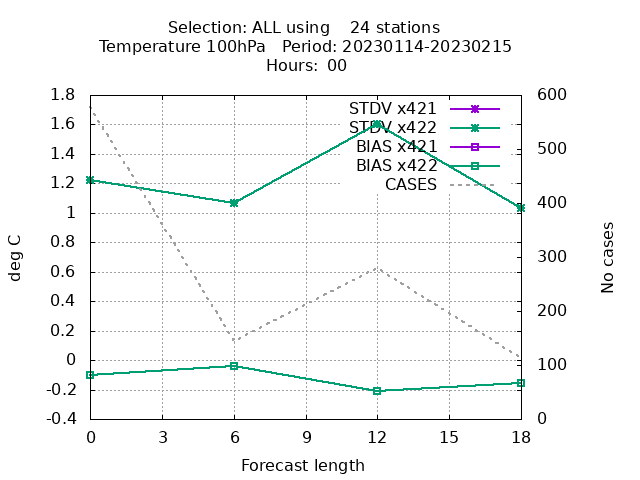 Selection: ALL using    24 stations
Temperature 100hPa   Period: 20230114-20230215
Hours: 00
STDV x421
STDV x422
BIAS x421
BIAS x422
CASES
1.8
1.6
1.4
1.2
1
0.8
0.6
0.4
0.2
0
-0.2
-0.4
deg C
600
500
400
300
200
100
0
No cases
0 3 6 9 12 15 18
Forecast length